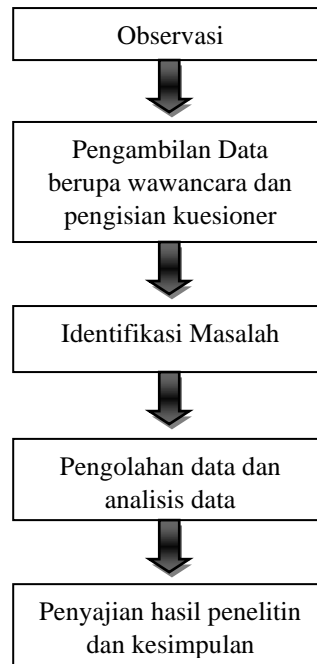 Observasi
Pengambilan Data
berupa wawancara dan
pengisian kuesioner
Identifikasi Masalah
Pengolahan data dan
analisis data
Penyajian hasil penelitin
dan kesimpulan